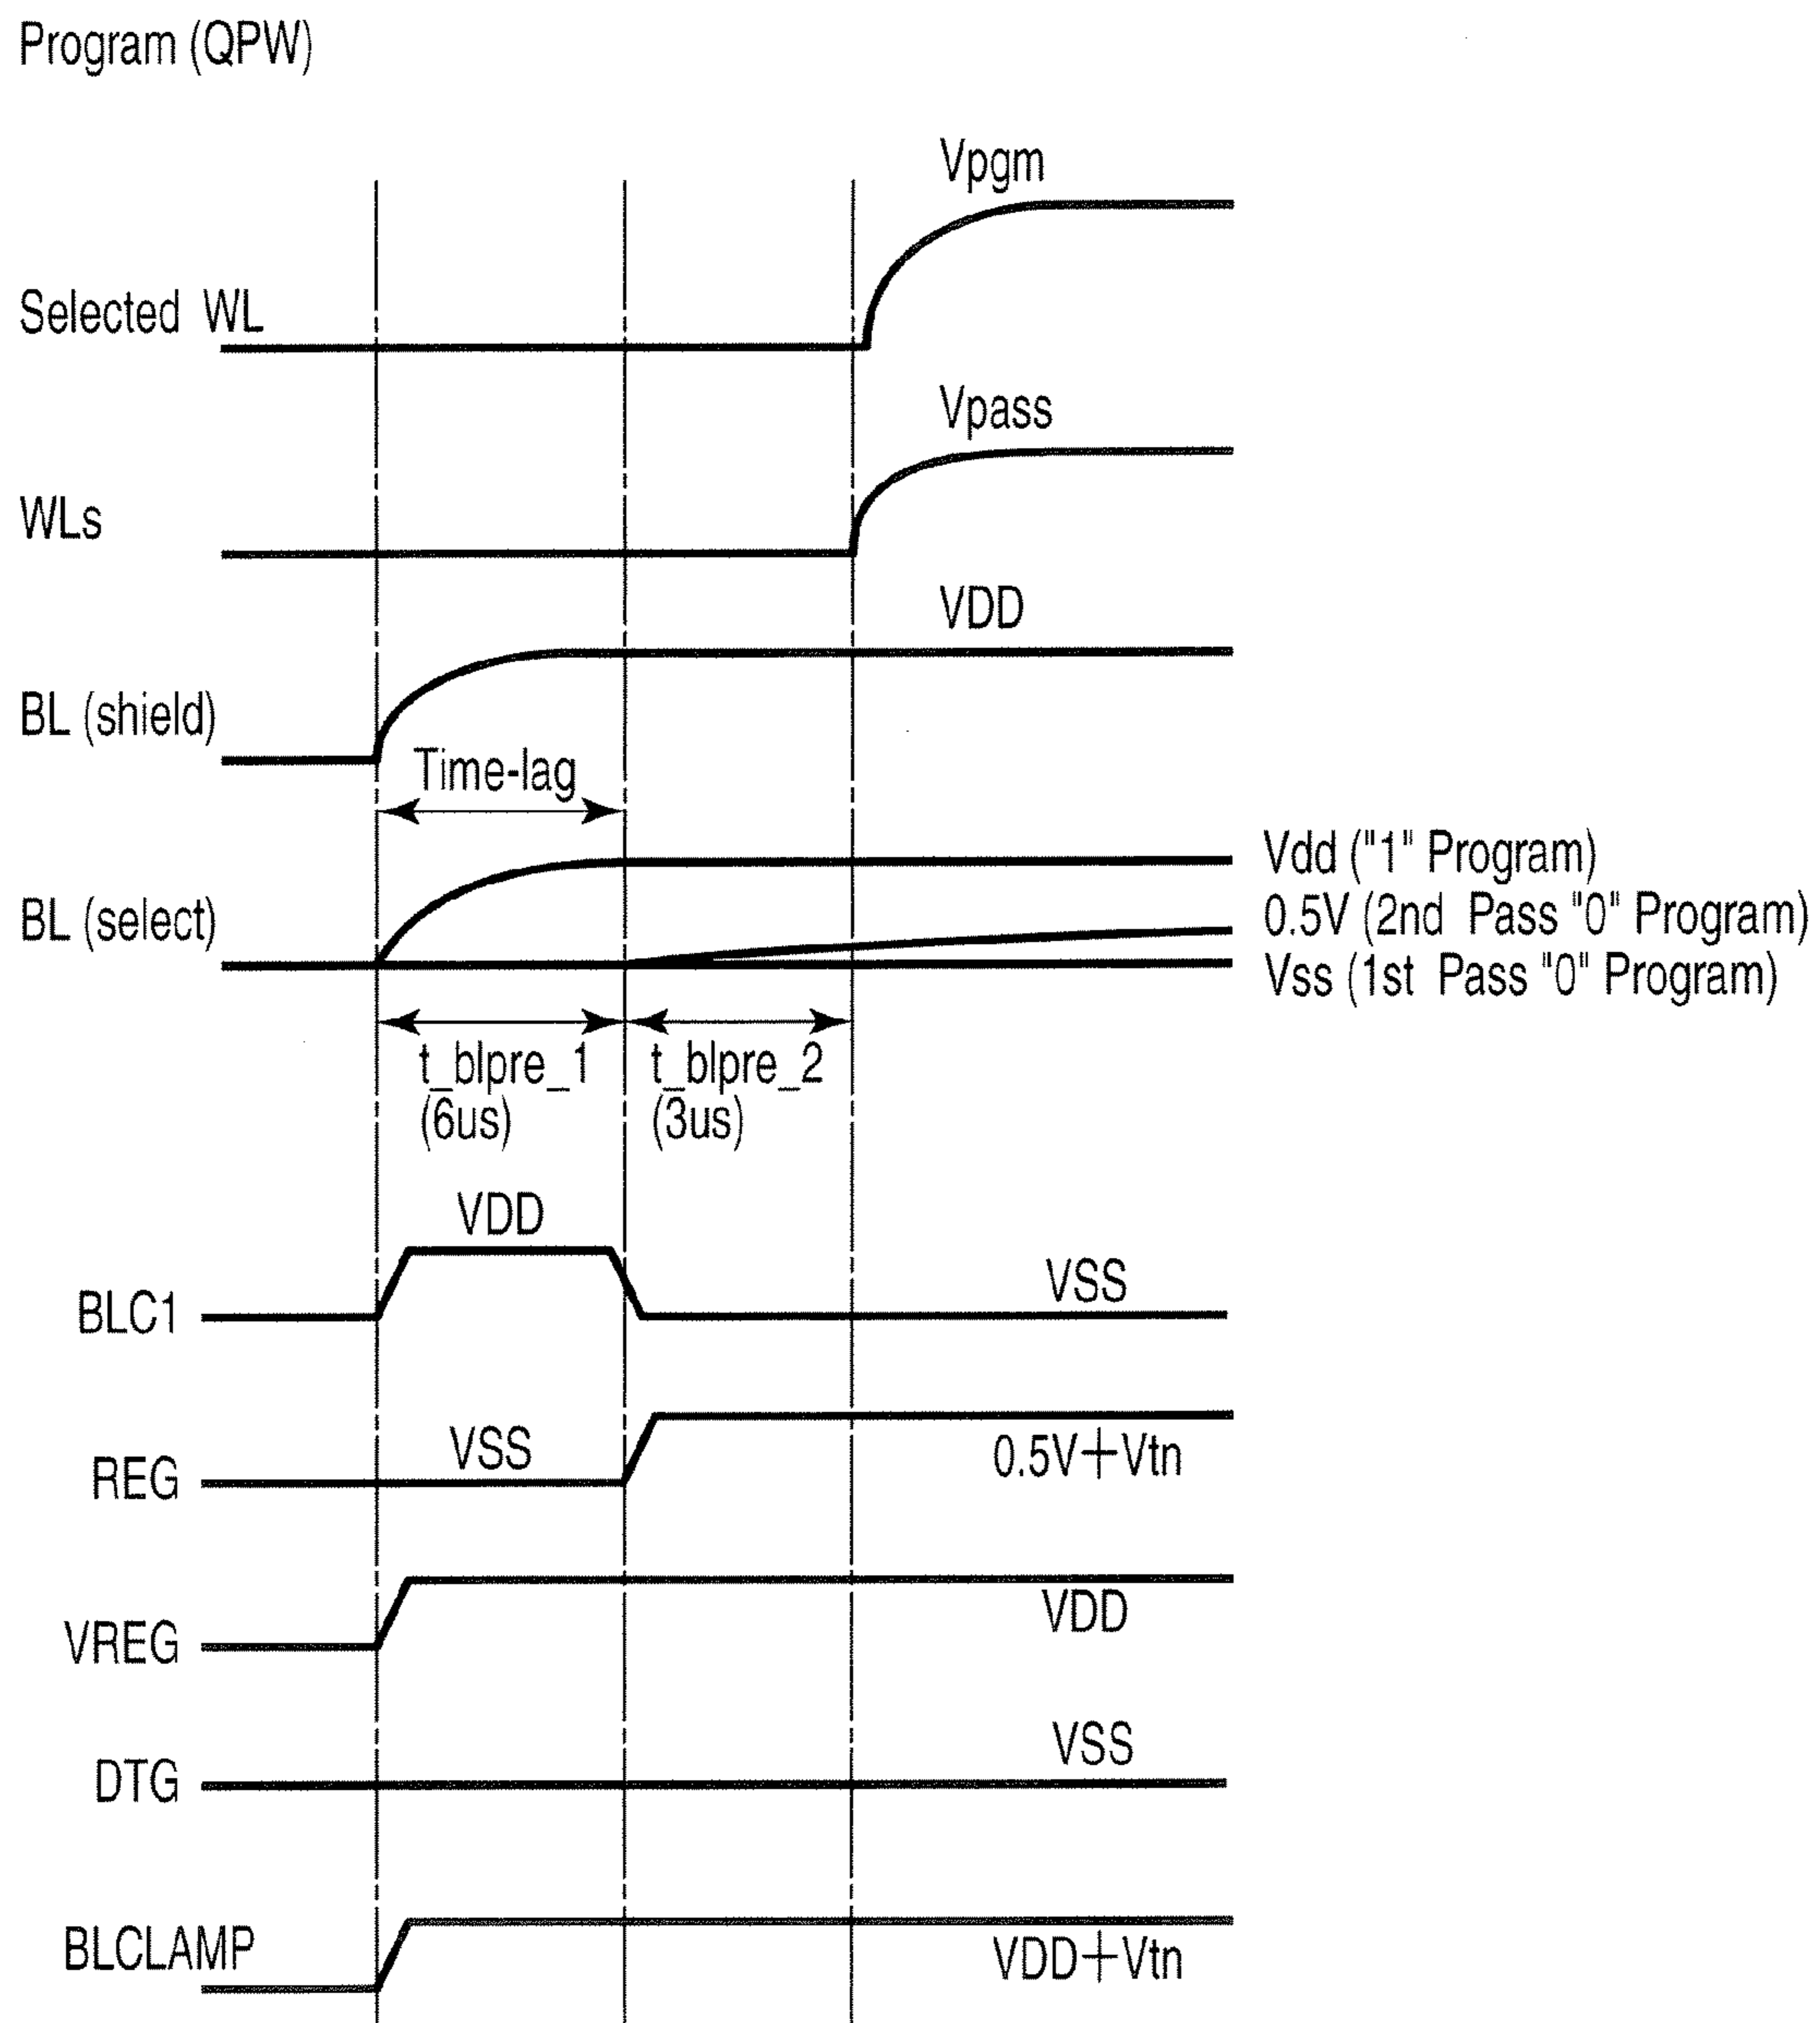 Program (QPW)
Vpgm
Selected WL
Vpass
WLs
VDD
BL (shield)
Time-lag
Vdd ("1" Program)
BL (select)
0.5V (2nd Pass "0" Program)
Vss (1st Pass "0" Program)
t_blpre_1
(6us)
t_blpre_2
(3us)
VDD
BLC1
VSS
REG
VSS
0.5V+Vtn
VREG
VDD
DTG
VSS
BLCLAMP
VDD+Vtn